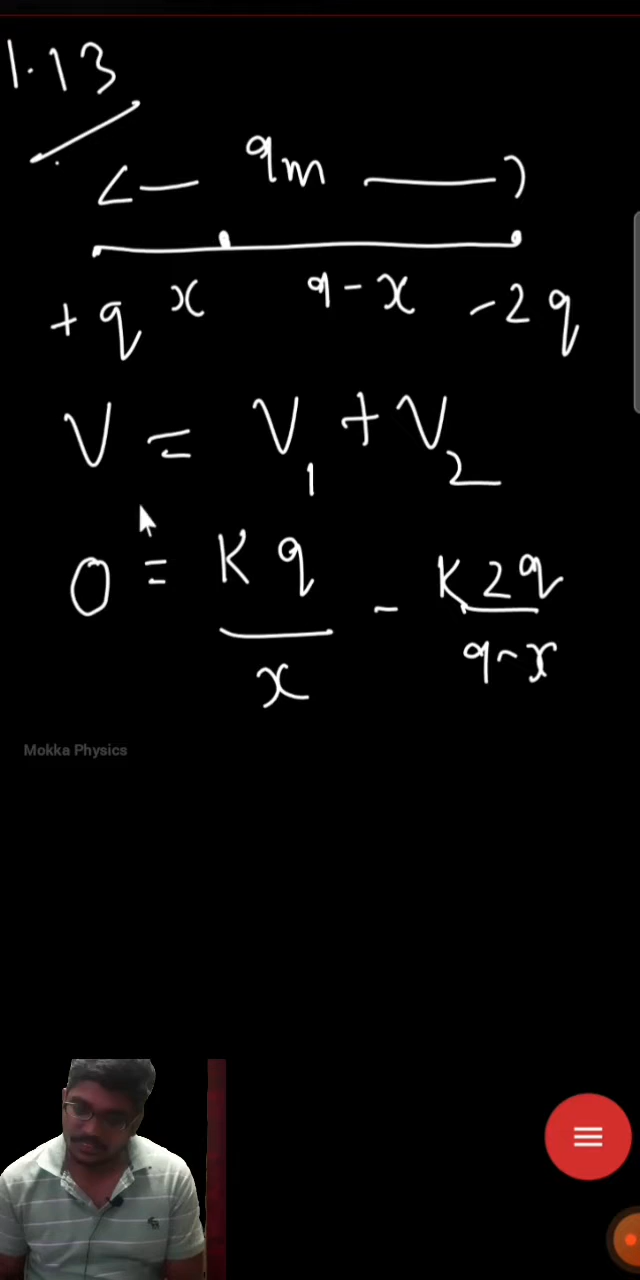 1.13
9m
+q x 9-x -2q
V = V₁ + V₂
0 = Kq/x - K2q/9-x
Mokka Physics